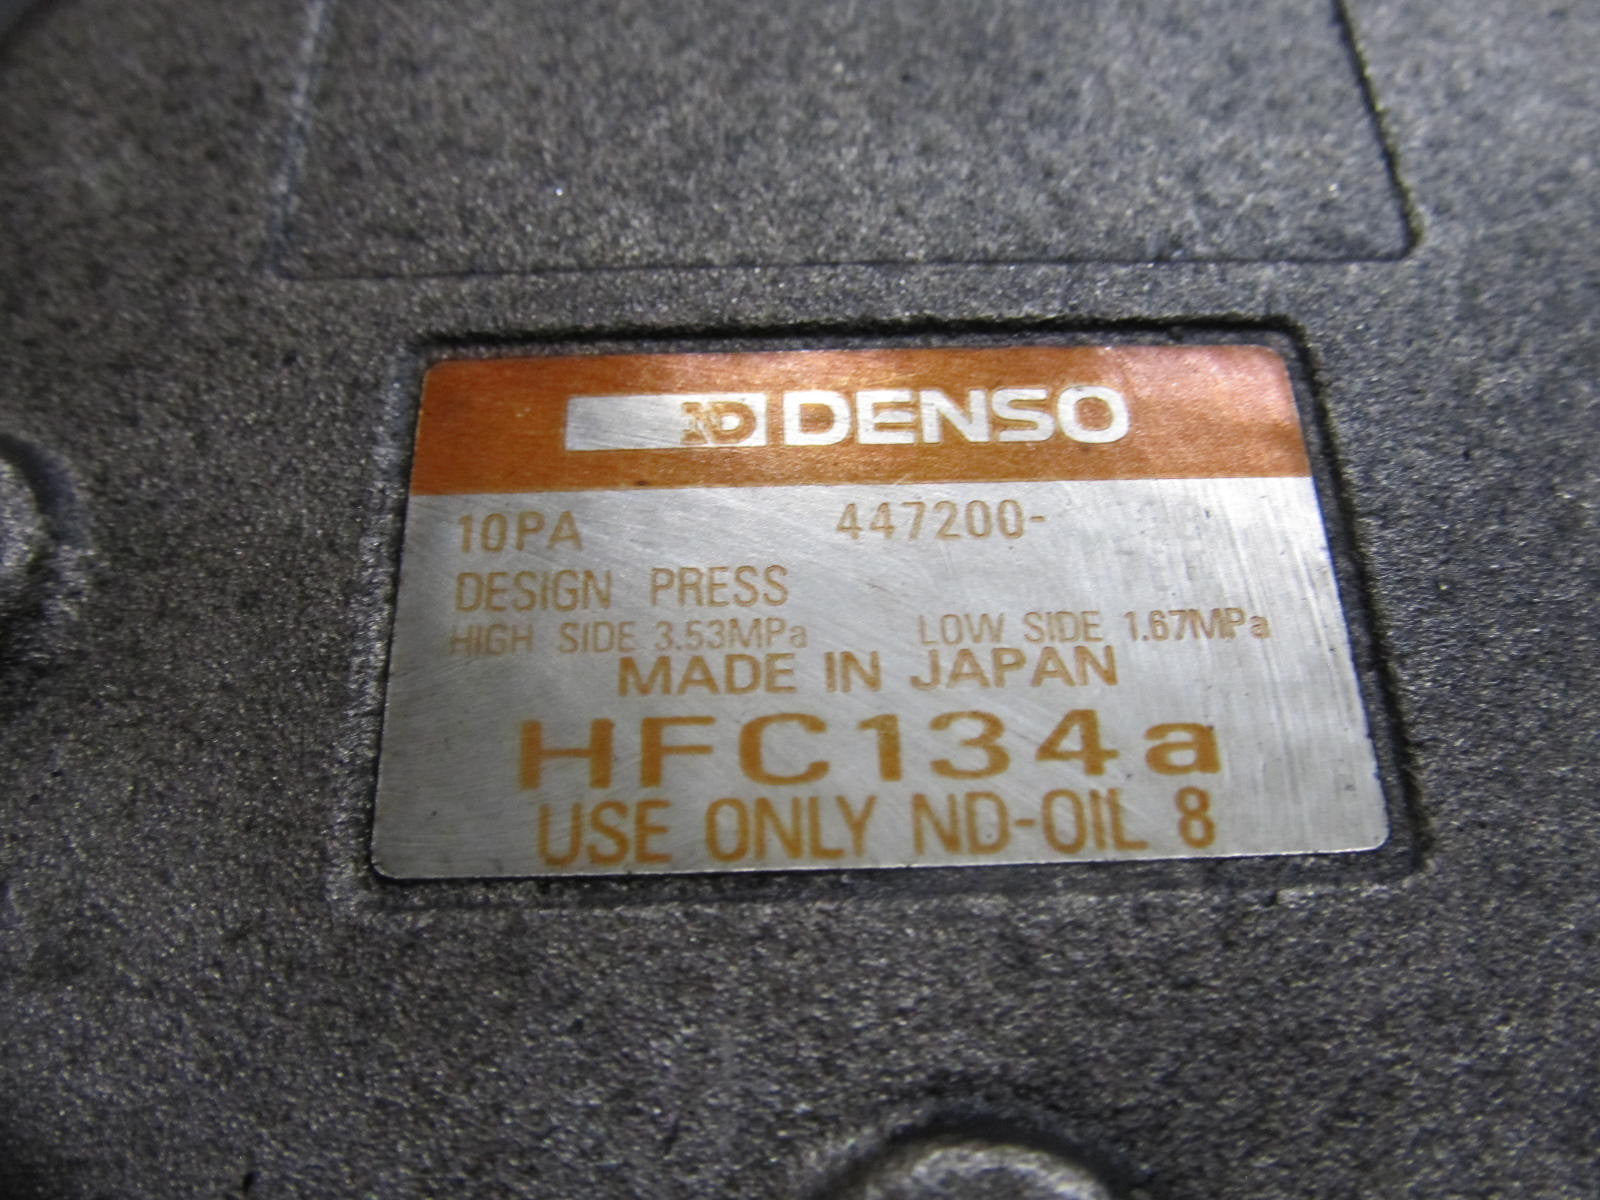 ND DENSO
10PA 447200-
DESIGN PRESS
HIGH SIDE 3.53MPa LOW SIDE 1.67MPa
MADE IN JAPAN
HFC134a
USE ONLY ND-OIL 8